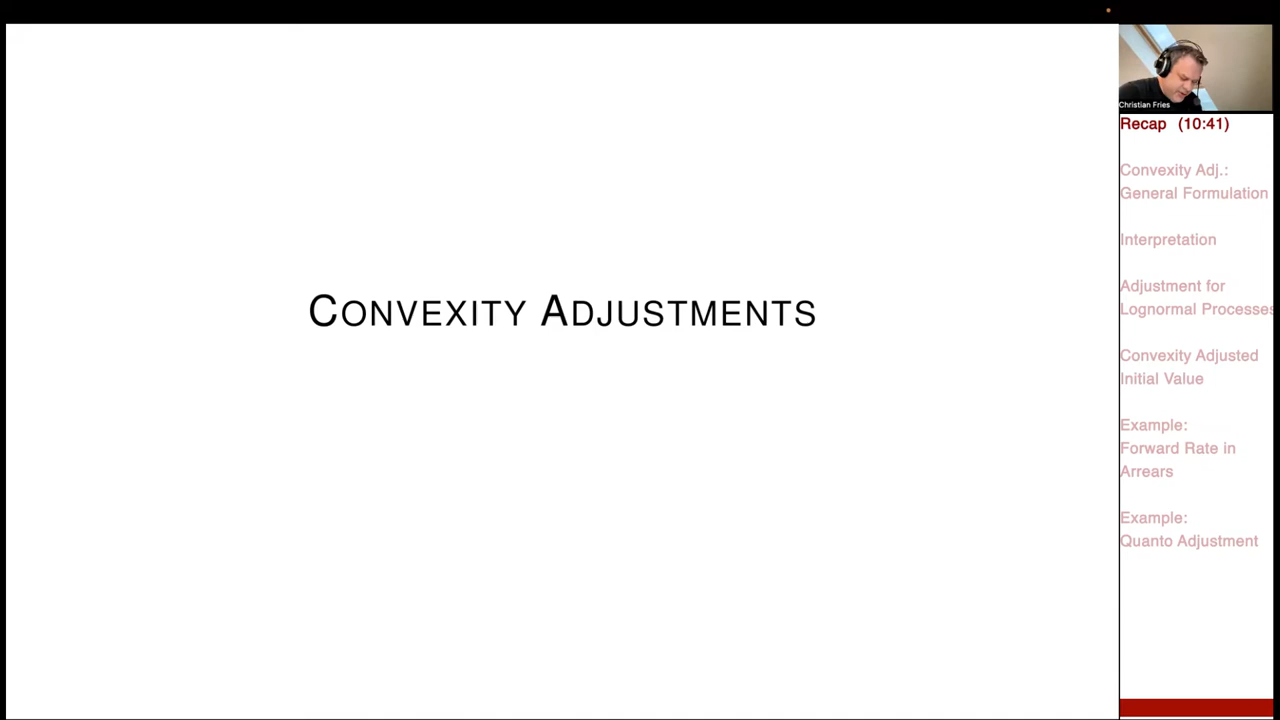 CONVEXITY ADJUSTMENTS
Christian Fries
Recap (10:41)
Convexity Adj.:
General Formulation
Interpretation
Adjustment for
Lognormal Processes
Convexity Adjusted
Initial Value
Example:
Forward Rate in
Arrears
Example:
Quanto Adjustment